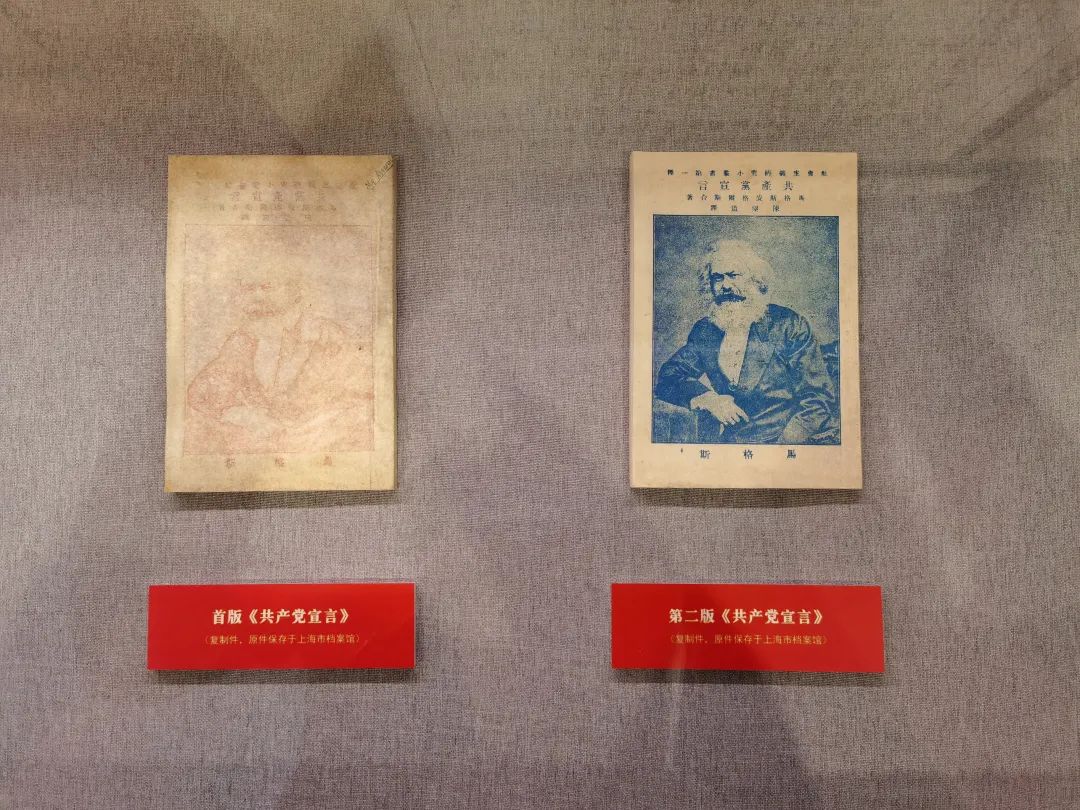 馬格斯
社會主義研究小叢書第一種
共產黨宣言
馬格斯安格爾斯合著
陳望道譯
馬格斯
首版《共产党宣言》
（复制件、原件保存于上海市档案馆）
第二版《共产党宣言》
（复制件、原件保存于上海市档案馆）